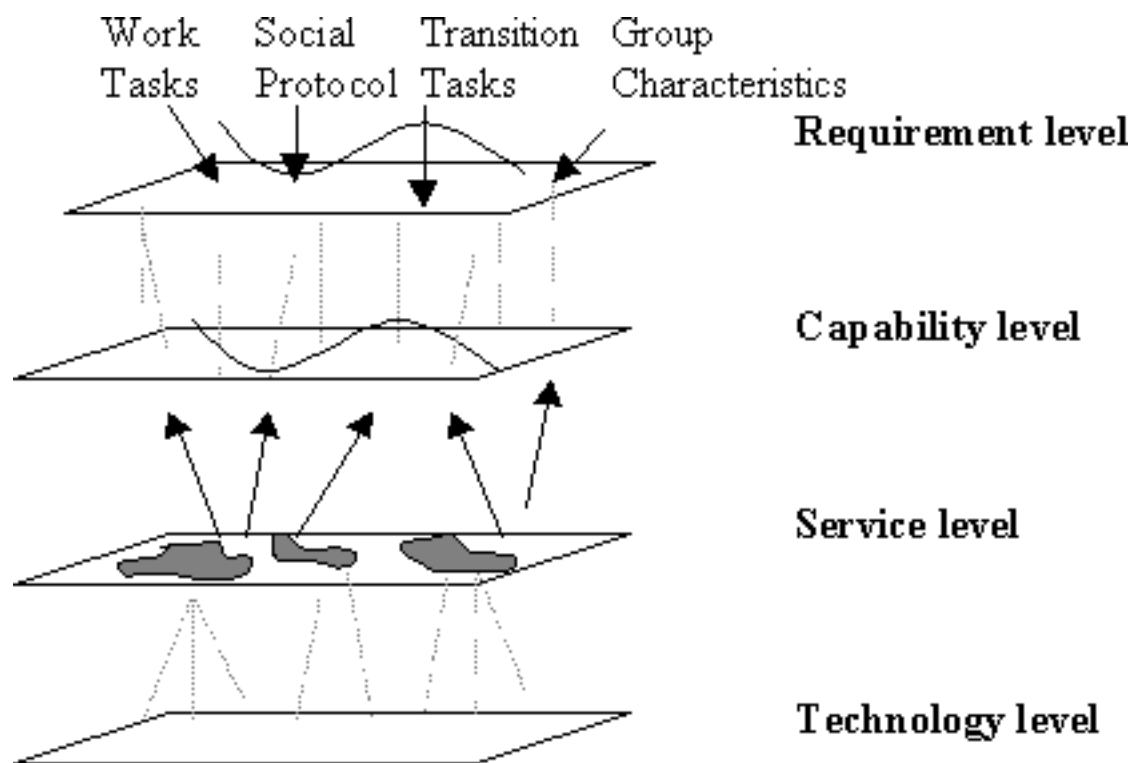 Work Social Transition Group
Tasks Protocol Tasks Characteristics
Requirement level
Capability level
Service level
Technology level